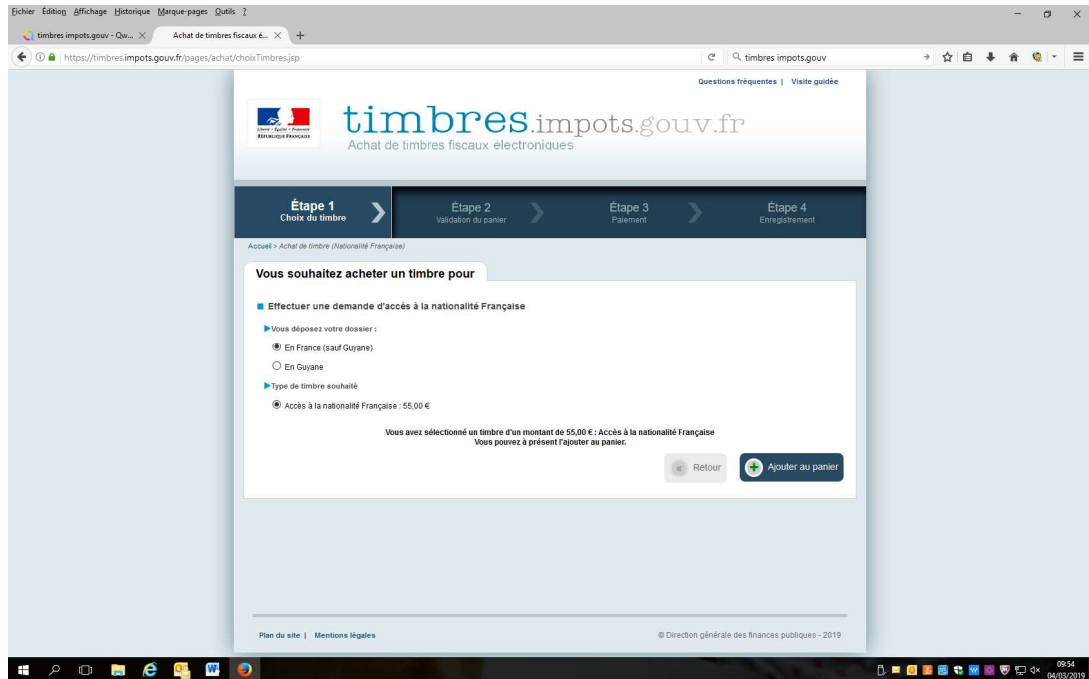 Fichier Édition Affichage Historique Marque-pages Outils ?
timbres impots.gouv - Qw...
Achat de timbres fiscaux é...
https://timbres.impots.gouv.fr/pages/achat/choixTimbres.jsp
timbres impots.gouv
Questions fréquentes | Visite guidée
Liberté • Égalité • Fraternité
RÉPUBLIQUE FRANÇAISE
timbres.impots.gouv.fr
Achat de timbres fiscaux électroniques
Étape 1
Choix du timbre
Étape 2
Validation du panier
Étape 3
Paiement
Étape 4
Enregistrement
Accueil > Achat de timbre (Nationalité Française)
Vous souhaitez acheter un timbre pour
Effectuer une demande d'accès à la nationalité Française
Vous déposez votre dossier :
En France (sauf Guyane)
En Guyane
Type de timbre souhaité
Accès à la nationalité Française : 55,00 €
Vous avez sélectionné un timbre d'un montant de 55,00 € : Accès à la nationalité Française
Vous pouvez à présent l'ajouter au panier.
Retour
Ajouter au panier
Plan du site | Mentions légales
© Direction générale des finances publiques - 2019
09:54
04/03/2019